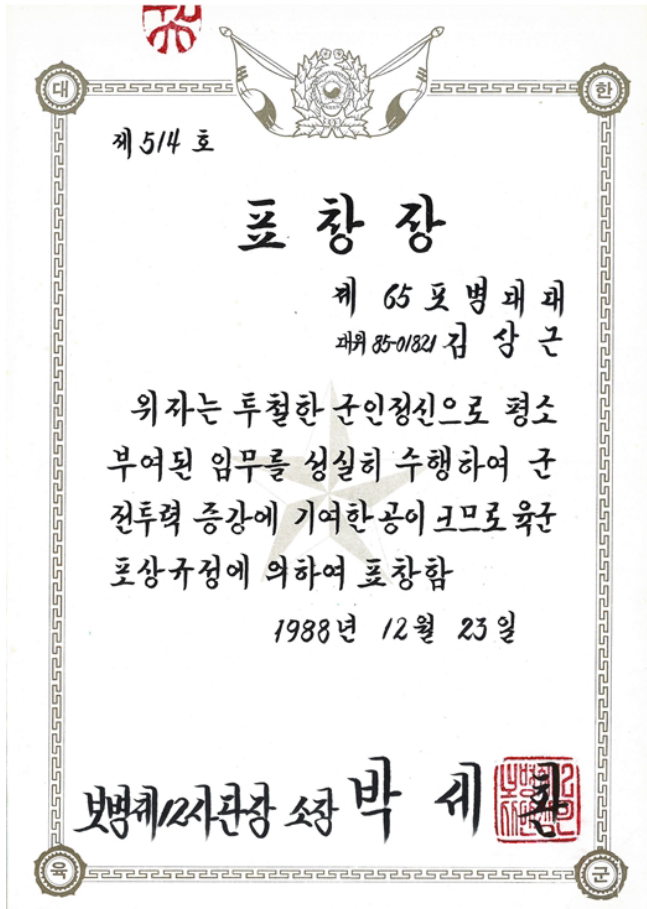 대 한
제 514 호
표 창 장
제 65 포 병 대 대
대위 85-01821 김 상 근
위자는 투철한 군인정신으로 평소
부여된 임무를 성실히 수행하여 군
전투력 증강에 기여한 공이 크므로 육군
포상규정에 의하여 표창함
1988년 12월 23일
보병제12사단장 소장 박 세 환
육 군